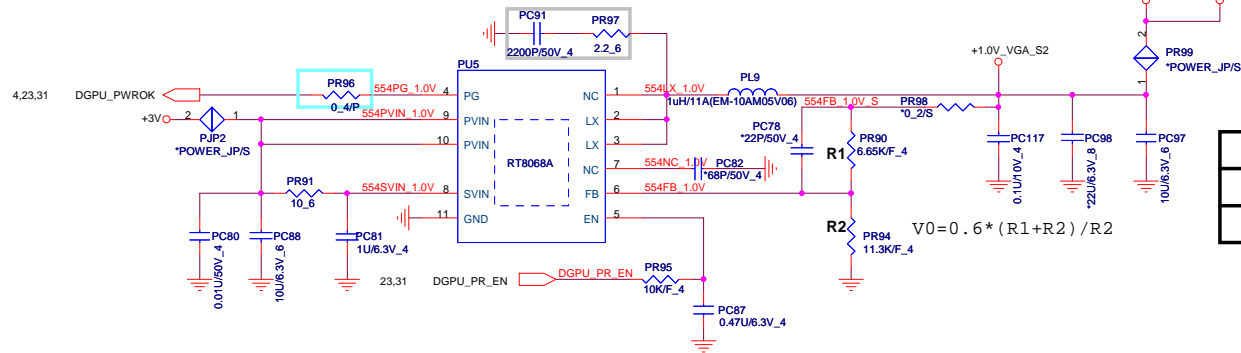 PC91
PR97
2200P/50V_4
2.2_6
+1.0V_VGA_S2
2
1
PR99
*POWER_JP/S
PU5
4,23,31
DGPU_PWROK
PR96
0_4/P
554PG_1.0V
4
PG
NC
1
554LX_1.0V
PL9
1uH/11A(EM-10AM05V06)
554FB_1.0V_S
PR98
*0_2/S
+3V
2
1
PJP2
*POWER_JP/S
554PVIN_1.0V
9
PVIN
LX
2
10
PVIN
LX
3
RT8068A
PC78
*22P/50V_4
R1
PR90
6.65K/F_4
PC117
0.1U/10V_4
PC98
*22U/6.3V_8
PC97
10U/6.3V_6
NC
7
554NC_1.0V
PC82
*68P/50V_4
PR91
10_6
554SVIN_1.0V
8
SVIN
FB
6
554FB_1.0V
11
GND
EN
5
R2
PR94
11.3K/F_4
V0=0.6*(R1+R2)/R2
PC80
0.01U/50V_4
PC88
10U/6.3V_6
PC81
1U/6.3V_4
23,31
DGPU_PR_EN
DGPU_PR_EN
PR95
10K/F_4
PC87
0.47U/6.3V_4